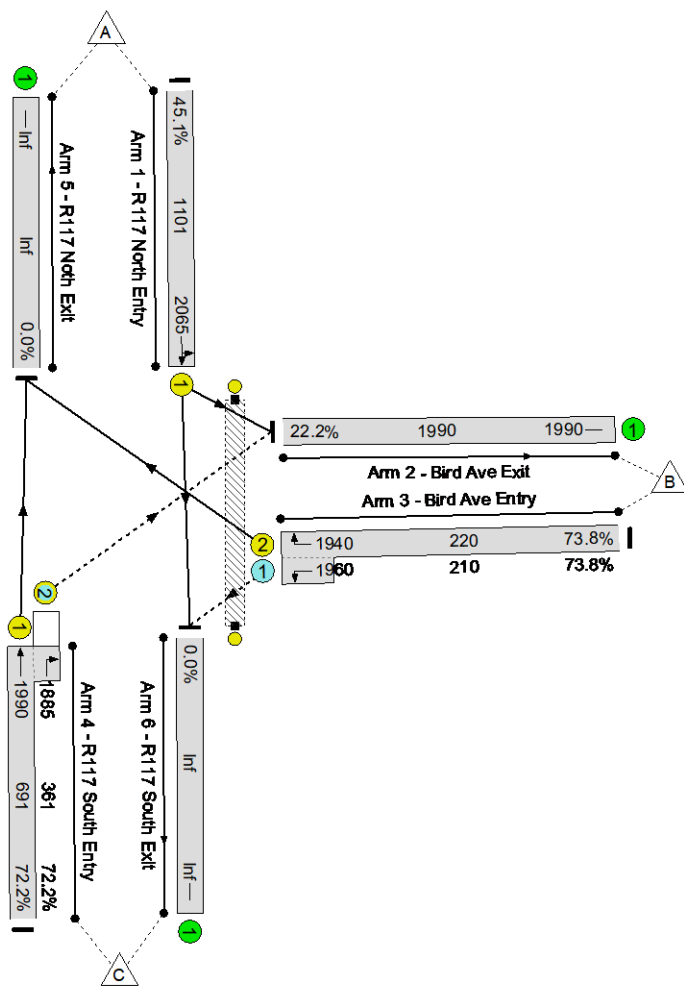 A
1
1
Inf
Inf
0.0%
Arm 5 - R117 Noth Exit
Arm 1 - R117 North Entry
45.1%
1101
2065
1
22.2%
1990
1990
1
Arm 2 - Bird Ave Exit
Arm 3 - Bird Ave Entry
B
2
1940
220
73.8%
1
1960
210
73.8%
2
1
1990
691
72.2%
1885
361
72.2%
Arm 4 - R117 South Entry
Arm 6 - R117 South Exit
0.0%
Inf
Inf
1
C